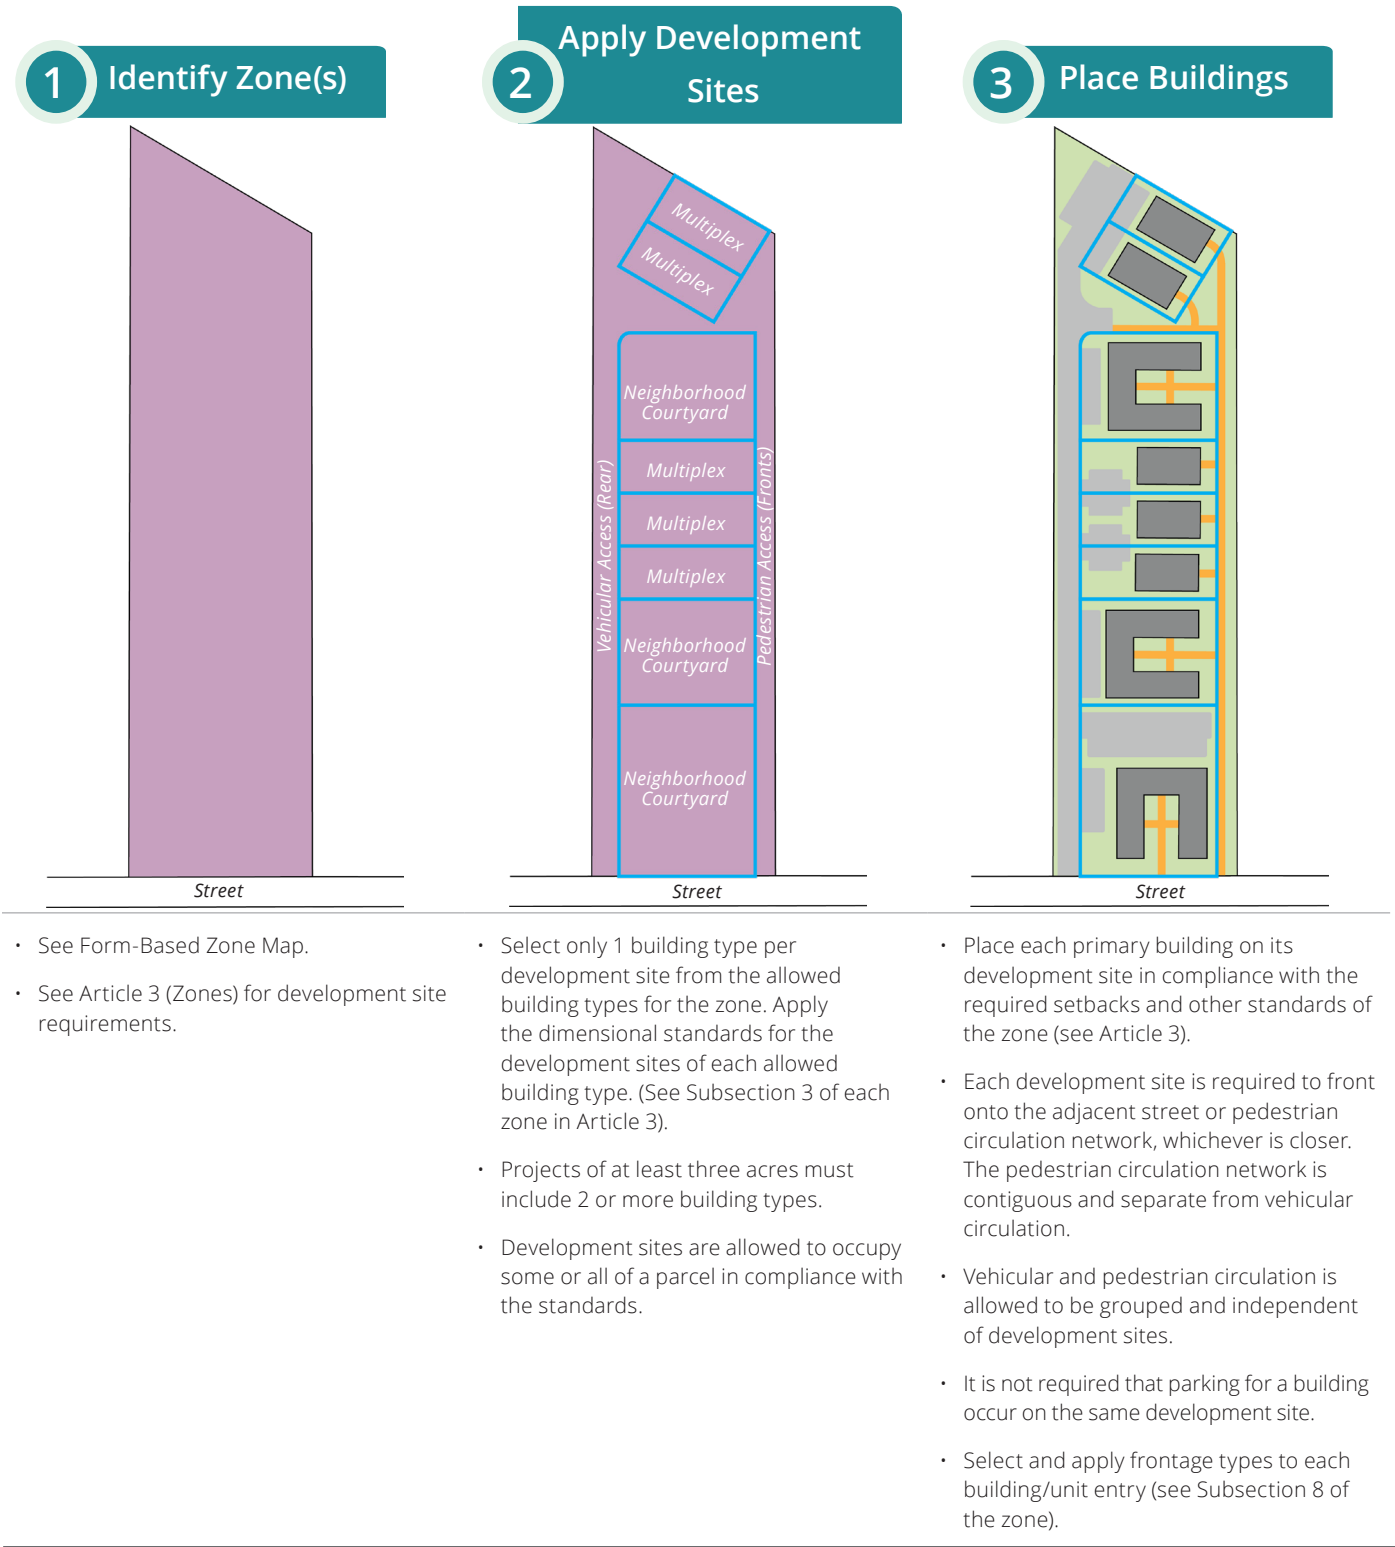 1
Identify Zone(s)
2
Apply Development
Sites
3
Place Buildings
Multiplex
Multiplex
Neighborhood
Courtyard
Multiplex
Multiplex
Multiplex
Neighborhood
Courtyard
Neighborhood
Courtyard
Vehicular Access (Rear)
Pedestrian Access (Fronts)
Street
Street
Street
• See Form-Based Zone Map.
• See Article 3 (Zones) for development site
requirements.
• Select only 1 building type per
development site from the allowed
building types for the zone. Apply
the dimensional standards for the
development sites of each allowed
building type. (See Subsection 3 of each
zone in Article 3).
• Projects of at least three acres must
include 2 or more building types.
• Development sites are allowed to occupy
some or all of a parcel in compliance with
the standards.
• Place each primary building on its
development site in compliance with the
required setbacks and other standards of
the zone (see Article 3).
• Each development site is required to front
onto the adjacent street or pedestrian
circulation network, whichever is closer.
The pedestrian circulation network is
contiguous and separate from vehicular
circulation.
• Vehicular and pedestrian circulation is
allowed to be grouped and independent
of development sites.
• It is not required that parking for a building
occur on the same development site.
• Select and apply frontage types to each
building/unit entry (see Subsection 8 of
the zone).